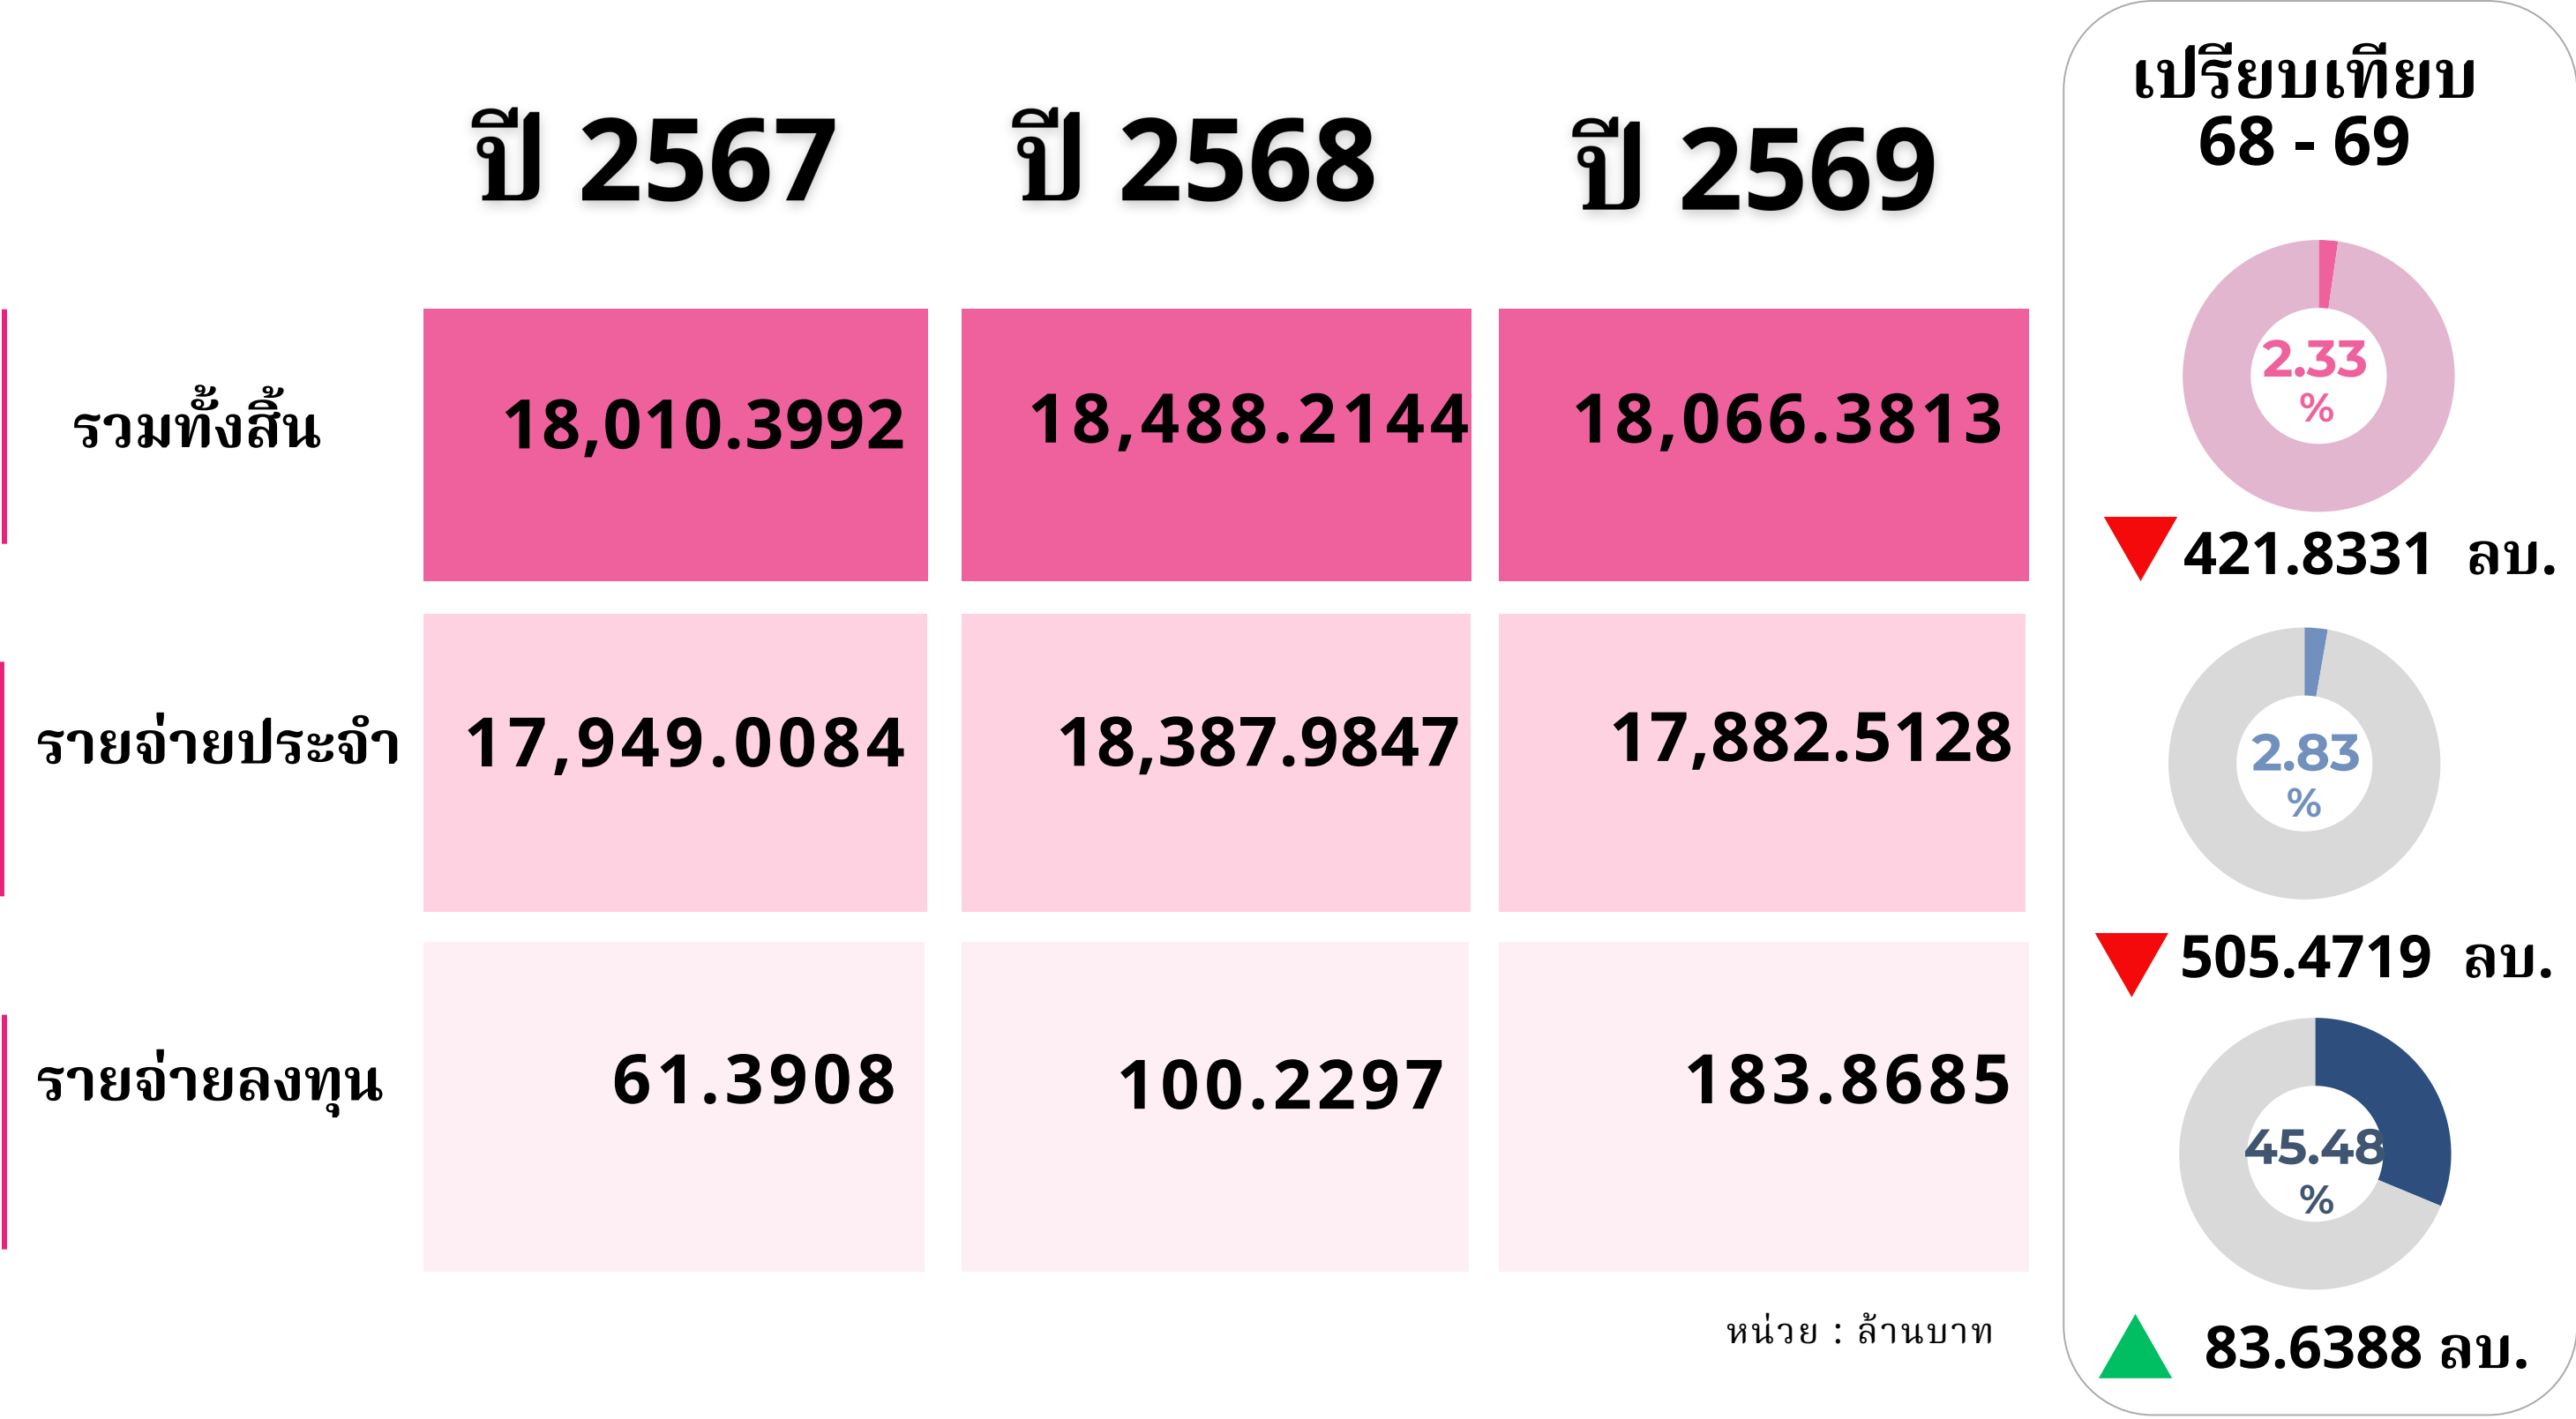 ปี 2567
ปี 2568
ปี 2569
เปรียบเทียบ
68 - 69
รวมทั้งสิ้น
18,010.3992
18,488.2144
18,066.3813
2.33
%
421.8331 ลบ.
รายจ่ายประจำ
17,949.0084
18,387.9847
17,882.5128
2.83
%
505.4719 ลบ.
รายจ่ายลงทุน
61.3908
100.2297
183.8685
45.48
%
83.6388 ลบ.
หน่วย : ล้านบาท